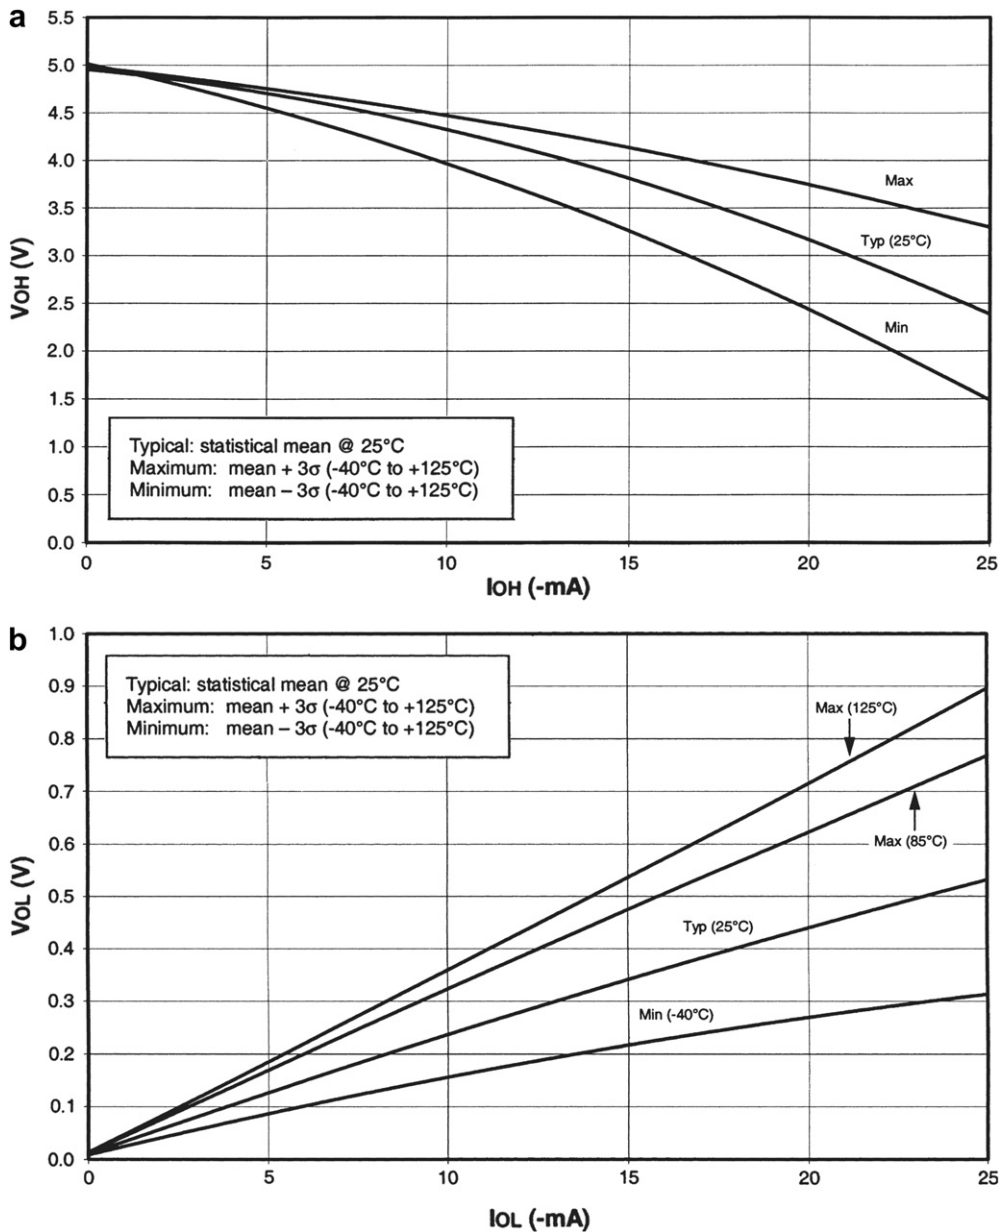 a
5.5
5.0
4.5
4.0
3.5
3.0
2.5
2.0
1.5
1.0
0.5
0.0
VOH (V)
Max
Typ (25°C)
Min
Typical: statistical mean @ 25°C
Maximum: mean + 3σ (-40°C to +125°C)
Minimum: mean – 3σ (-40°C to +125°C)
0 5 10 15 20 25
IOH (-mA)
b
1.0
0.9
0.8
0.7
0.6
0.5
0.4
0.3
0.2
0.1
0.0
VOL (V)
Typical: statistical mean @ 25°C
Maximum: mean + 3σ (-40°C to +125°C)
Minimum: mean – 3σ (-40°C to +125°C)
Max (125°C)
Max (85°C)
Typ (25°C)
Min (-40°C)
0 5 10 15 20 25
IOL (-mA)